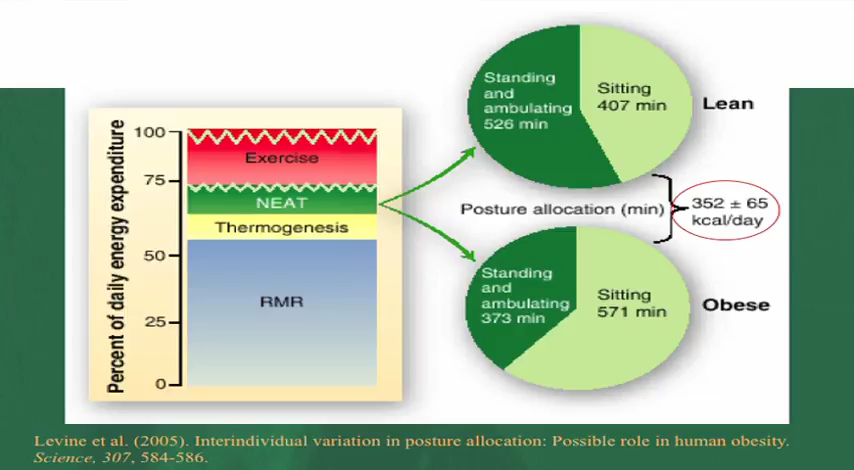 Percent of daily energy expenditure
100
75
50
25
0
Exercise
NEAT
Thermogenesis
RMR
Standing
and
ambulating
526 min
Sitting
407 min
Lean
Posture allocation (min)
352 ± 65
kcal/day
Standing
and
ambulating
373 min
Sitting
571 min
Obese
Levine et al. (2005). Interindividual variation in posture allocation: Possible role in human obesity.
Science, 307, 584-586.